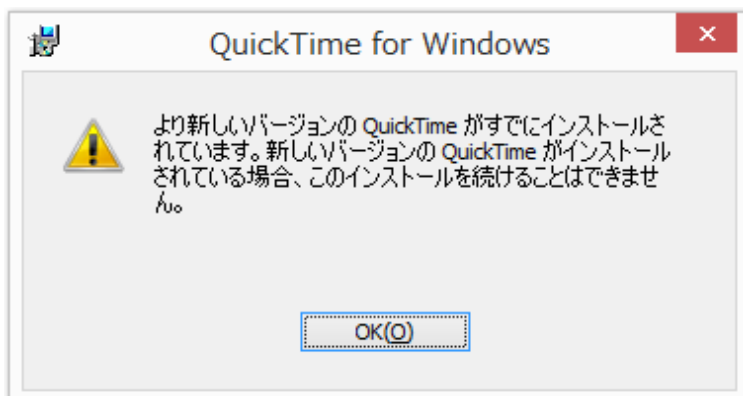 QuickTime for Windows
より新しいバージョンの QuickTime がすでにインストールさ
れています。新しいバージョンの QuickTime がインストール
されている場合、このインストールを続けることはできませ
ん。
OK(O)